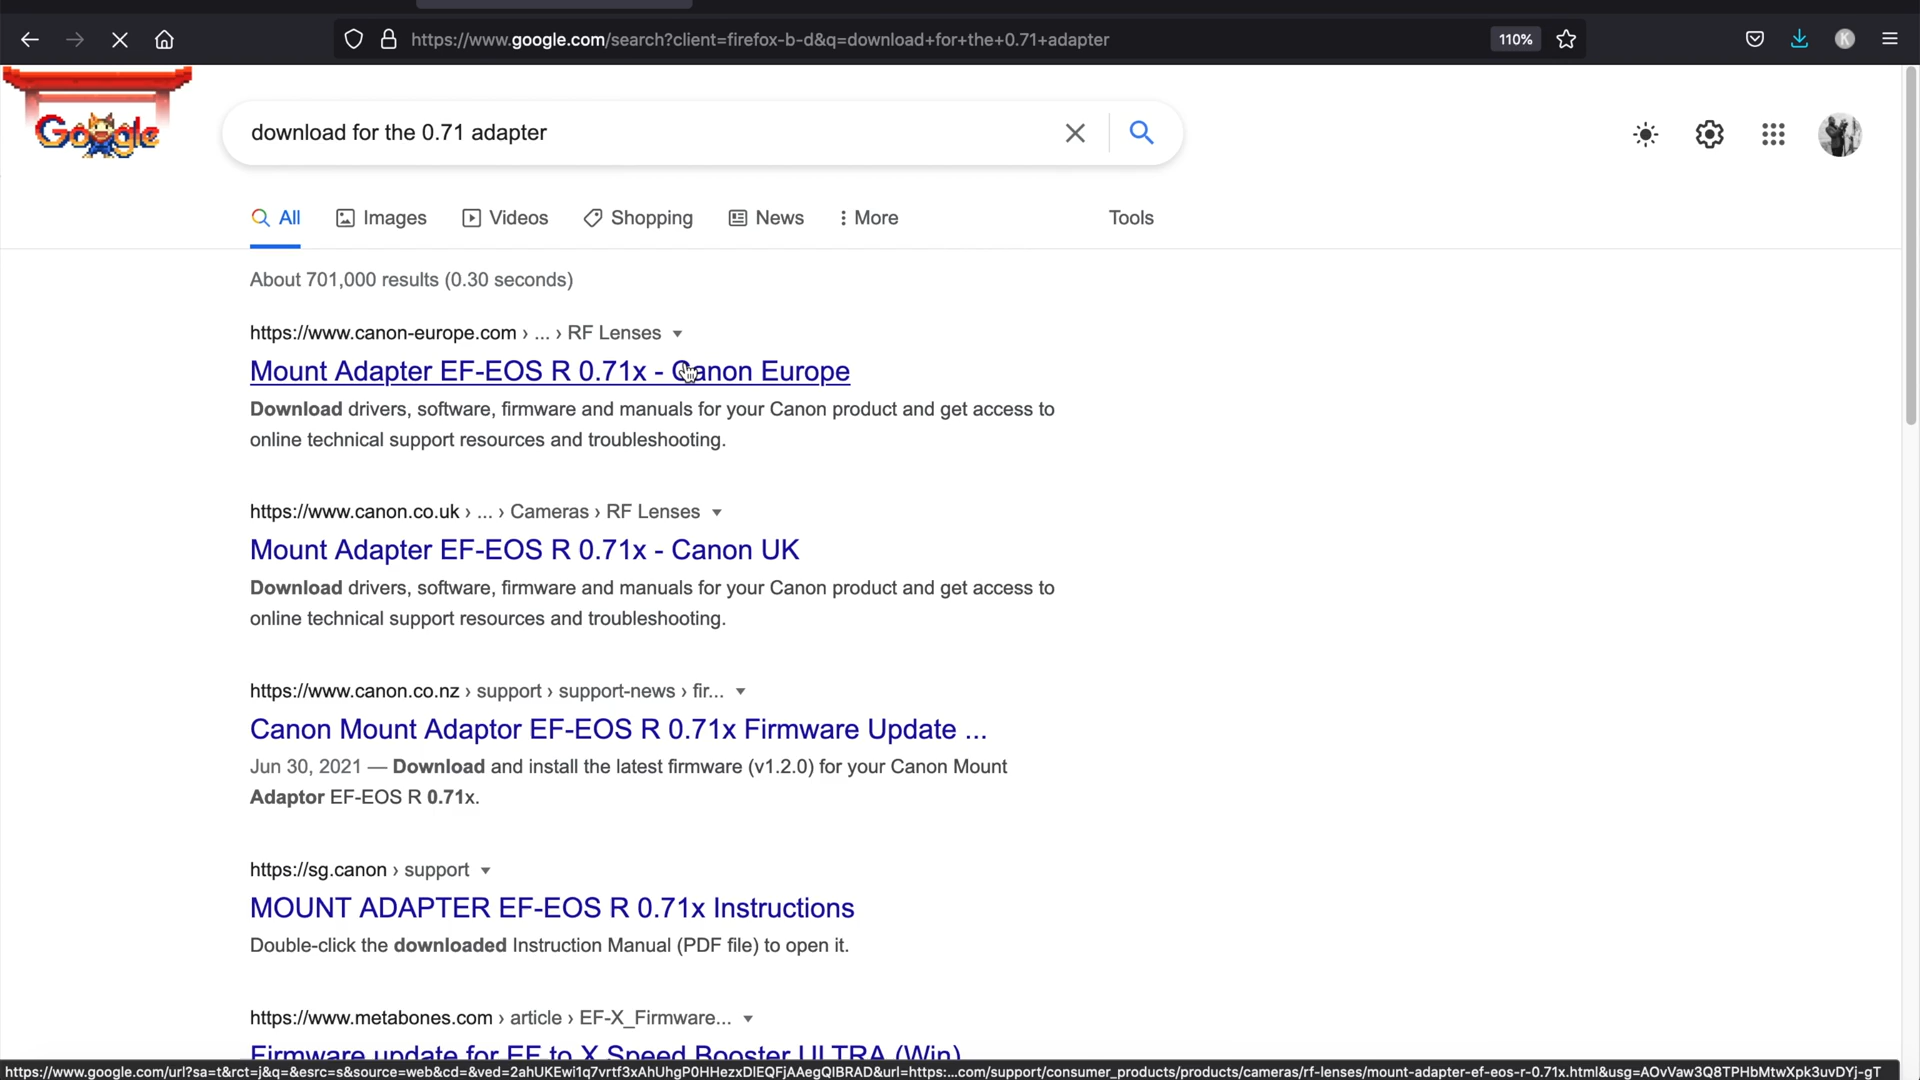 https://www.google.com/search?client=firefox-b-d&q=download+for+the+0.71+adapter
110%
K
Google
download for the 0.71 adapter
All Images Videos Shopping News More Tools
About 701,000 results (0.30 seconds)
https://www.canon-europe.com › ... › RF Lenses
Mount Adapter EF-EOS R 0.71x - Canon Europe
Download drivers, software, firmware and manuals for your Canon product and get access to
online technical support resources and troubleshooting.
https://www.canon.co.uk › ... › Cameras › RF Lenses
Mount Adapter EF-EOS R 0.71x - Canon UK
Download drivers, software, firmware and manuals for your Canon product and get access to
online technical support resources and troubleshooting.
https://www.canon.co.nz › support › support-news › fir...
Canon Mount Adaptor EF-EOS R 0.71x Firmware Update ...
Jun 30, 2021 — Download and install the latest firmware (v1.2.0) for your Canon Mount
Adaptor EF-EOS R 0.71x.
https://sg.canon › support
MOUNT ADAPTER EF-EOS R 0.71x Instructions
Double-click the downloaded Instruction Manual (PDF file) to open it.
https://www.metabones.com › article › EF-X_Firmware...
Firmware update for EF to X Speed Booster ULTRA (Win)
https://www.google.com/url?sa=t&rct=j&q=&esrc=s&source=web&cd=&ved=2ahUKEwi1q7vrtf3xAhUhgP0HHezxDlEQFjAAegQIBRAD&url=https:...com/support/consumer_products/products/cameras/rf-lenses/mount-adapter-ef-eos-r-0.71x.html&usg=AOvVaw3Q8TPHbMtwXpk3uvDYj-gT